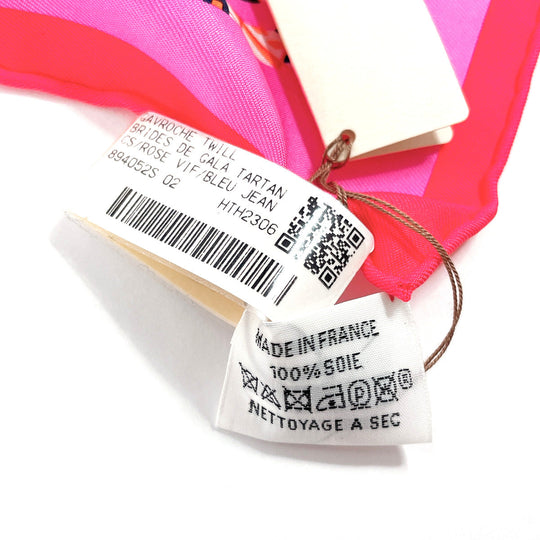 GAVROCHE TWILL
BRIDES DE GALA TARTAN
CS/ROSE VIF/BLEU JEAN
894052S 02
HTH2306
MADE IN FRANCE
100% SOIE
NETTOYAGE A SEC